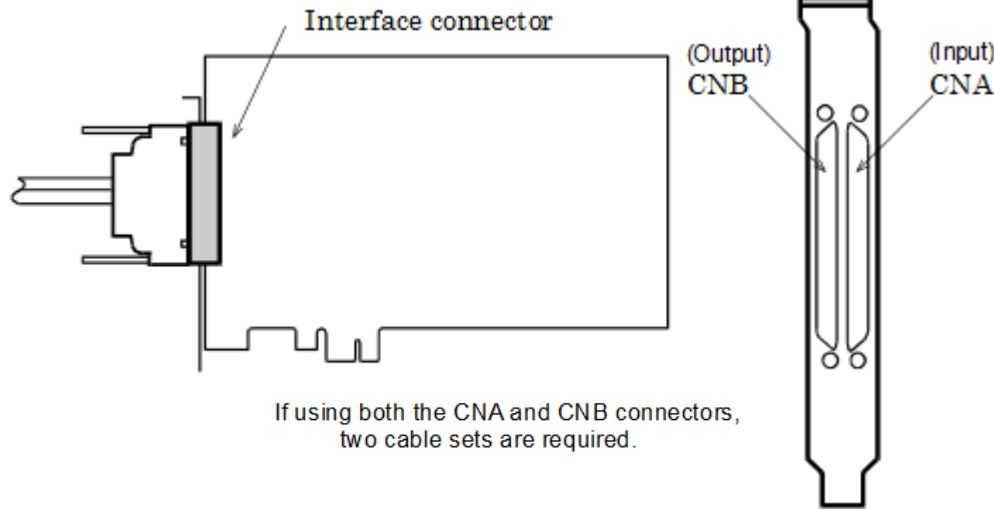 Interface connector
(Output)
CNB
(Input)
CNA
If using both the CNA and CNB connectors,
two cable sets are required.